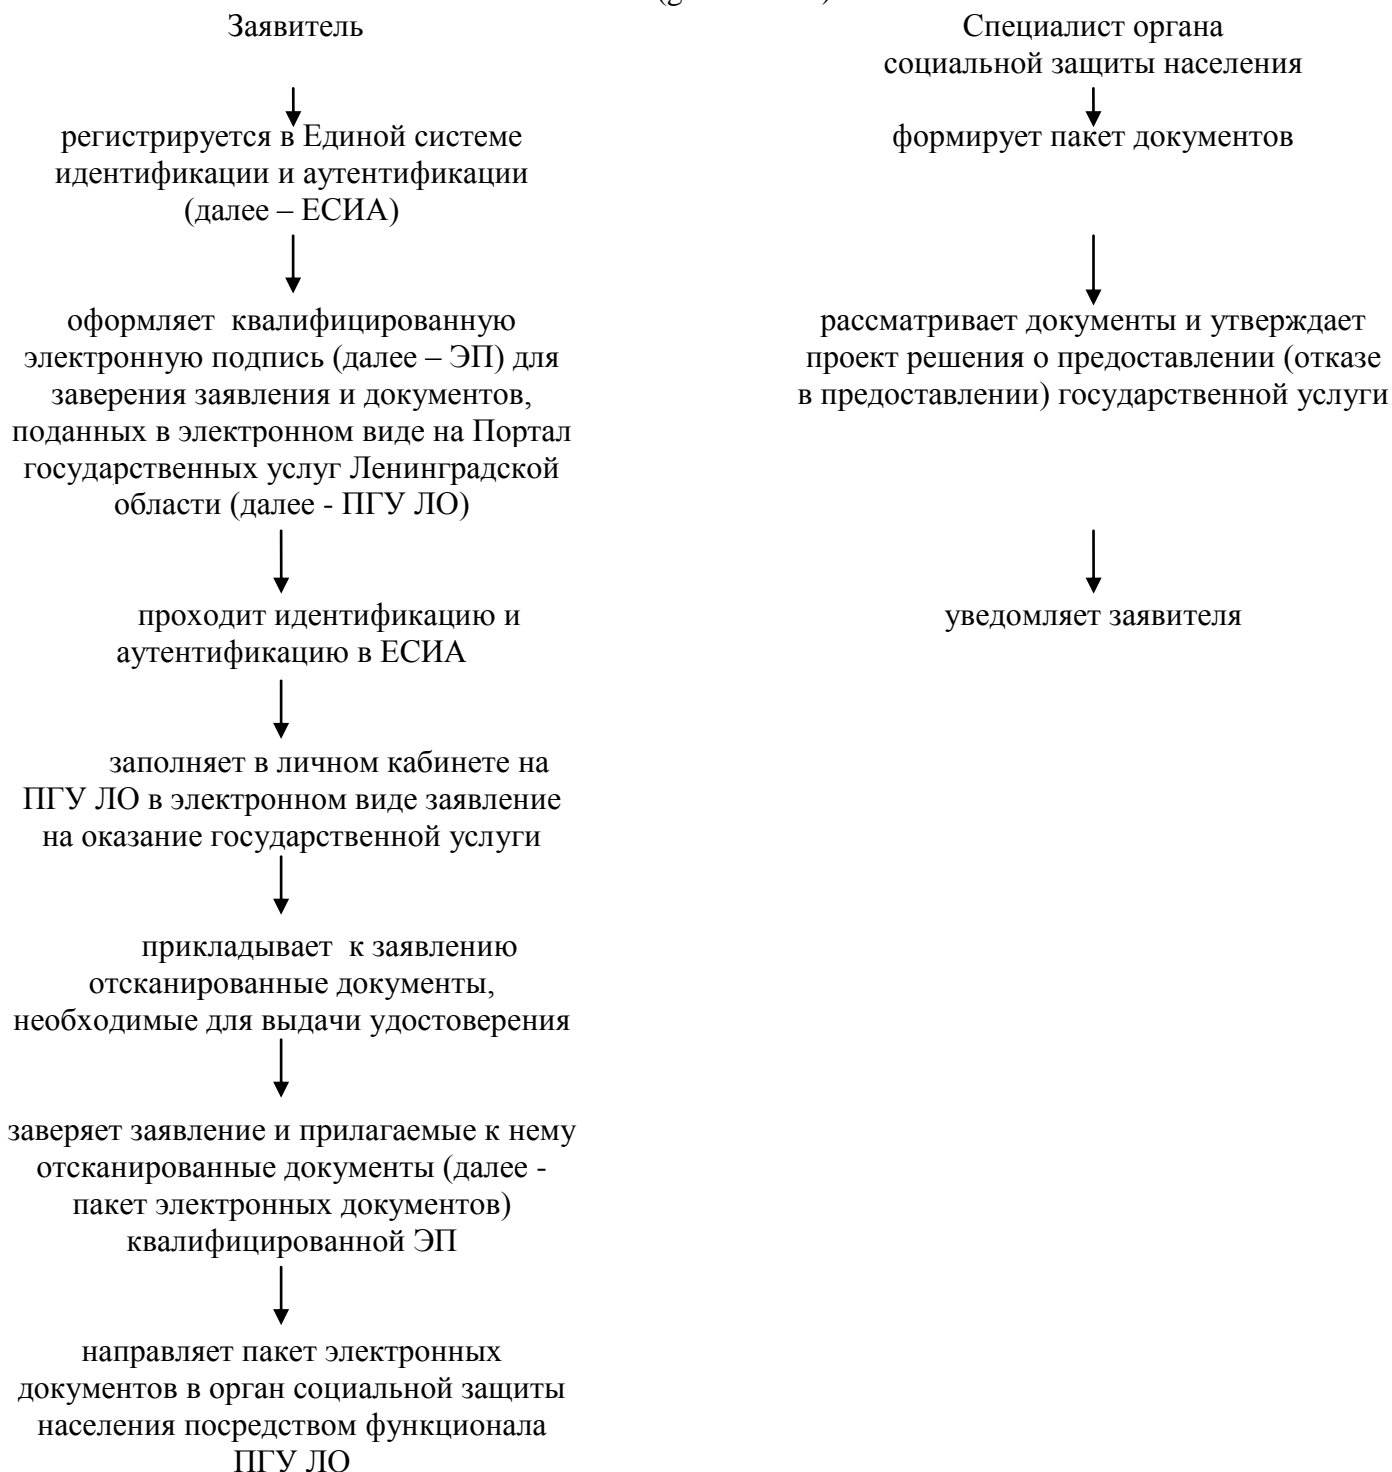 Заявитель
регистрируется в Единой системе
идентификации и аутентификации
(далее – ЕСИА)
оформляет квалифицированную
электронную подпись (далее – ЭП) для
заверения заявления и документов,
поданных в электронном виде на Портал
государственных услуг Ленинградской
области (далее - ПГУ ЛО)
проходит идентификацию и
аутентификацию в ЕСИА
заполняет в личном кабинете на
ПГУ ЛО в электронном виде заявление
на оказание государственной услуги
прикладывает к заявлению
отсканированные документы,
необходимые для выдачи удостоверения
заверяет заявление и прилагаемые к нему
отсканированные документы (далее -
пакет электронных документов)
квалифицированной ЭП
направляет пакет электронных
документов в орган социальной защиты
населения посредством функционала
ПГУ ЛО
Специалист органа
социальной защиты населения
формирует пакет документов
рассматривает документы и утверждает
проект решения о предоставлении (отказе
в предоставлении) государственной услуги
уведомляет заявителя